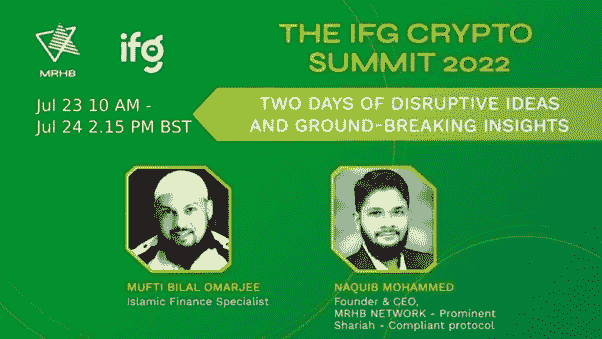 MRHB
ifg
THE IFG CRYPTO
SUMMIT 2022
Jul 23 10 AM -
Jul 24 2.15 PM BST
TWO DAYS OF DISRUPTIVE IDEAS
AND GROUND-BREAKING INSIGHTS
MUFTI BILAL OMARJEE
Islamic Finance Specialist
NAQUIB MOHAMMED
Founder & CEO,
MRHB NETWORK - Prominent
Shariah - Compliant protocol